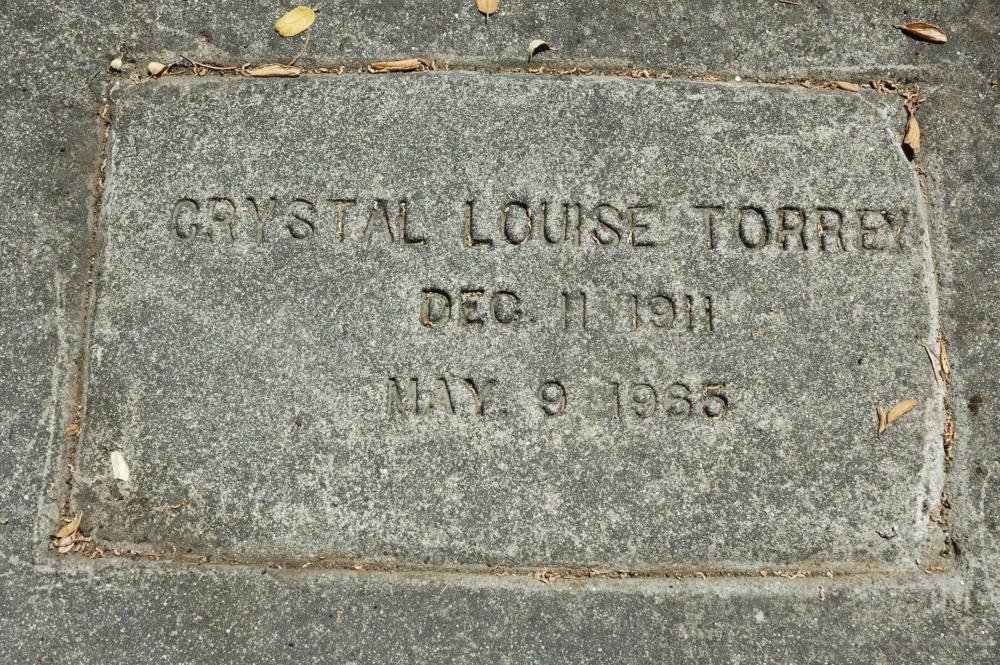 CRYSTAL LOUISE TORREY
DEC. 11 1911
MAY. 9 1965